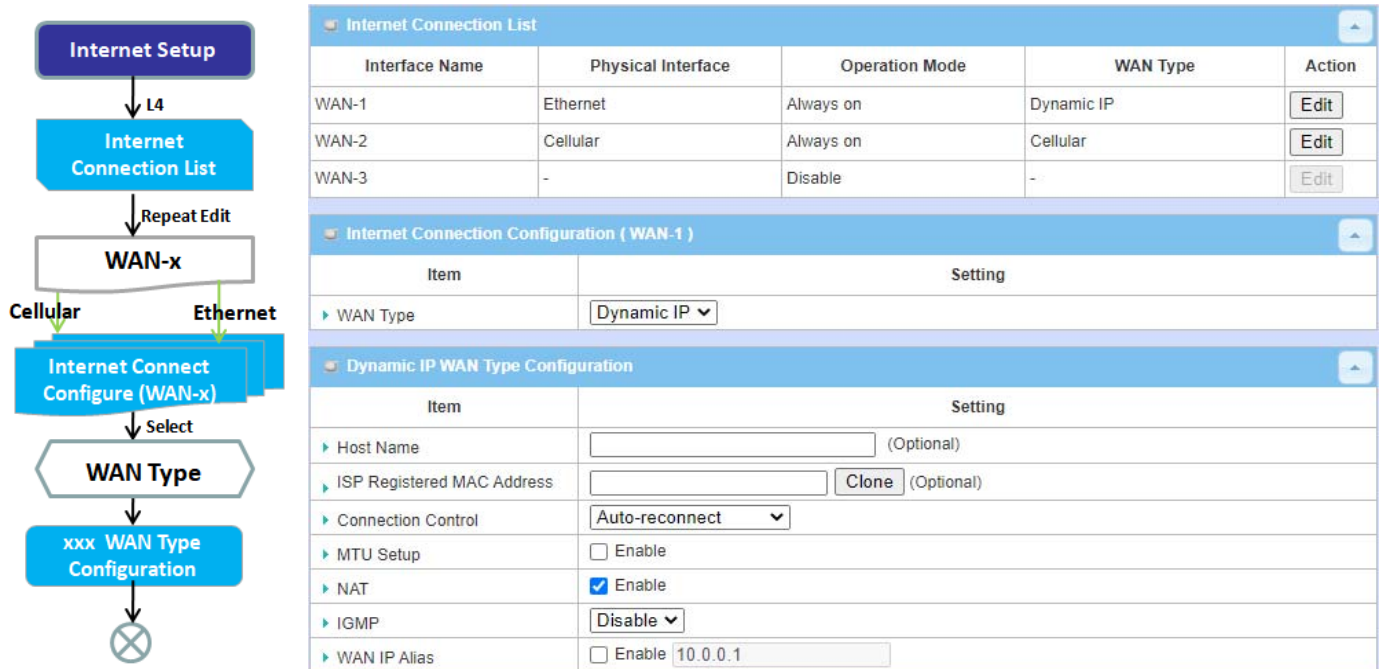 Internet Setup
L4
Internet
Connection List
Repeat Edit
WAN-x
Cellular
Ethernet
Internet Connect
Configure (WAN-x)
Select
WAN Type
xxx WAN Type
Configuration
Internet Connection List
Interface Name Physical Interface Operation Mode WAN Type Action
WAN-1 Ethernet Always on Dynamic IP Edit
WAN-2 Cellular Always on Cellular Edit
WAN-3 - Disable - Edit
Internet Connection Configuration ( WAN-1 )
Item Setting
WAN Type Dynamic IP
Dynamic IP WAN Type Configuration
Item Setting
Host Name (Optional)
ISP Registered MAC Address Clone (Optional)
Connection Control Auto-reconnect
MTU Setup Enable
NAT Enable
IGMP Disable
WAN IP Alias Enable 10.0.0.1